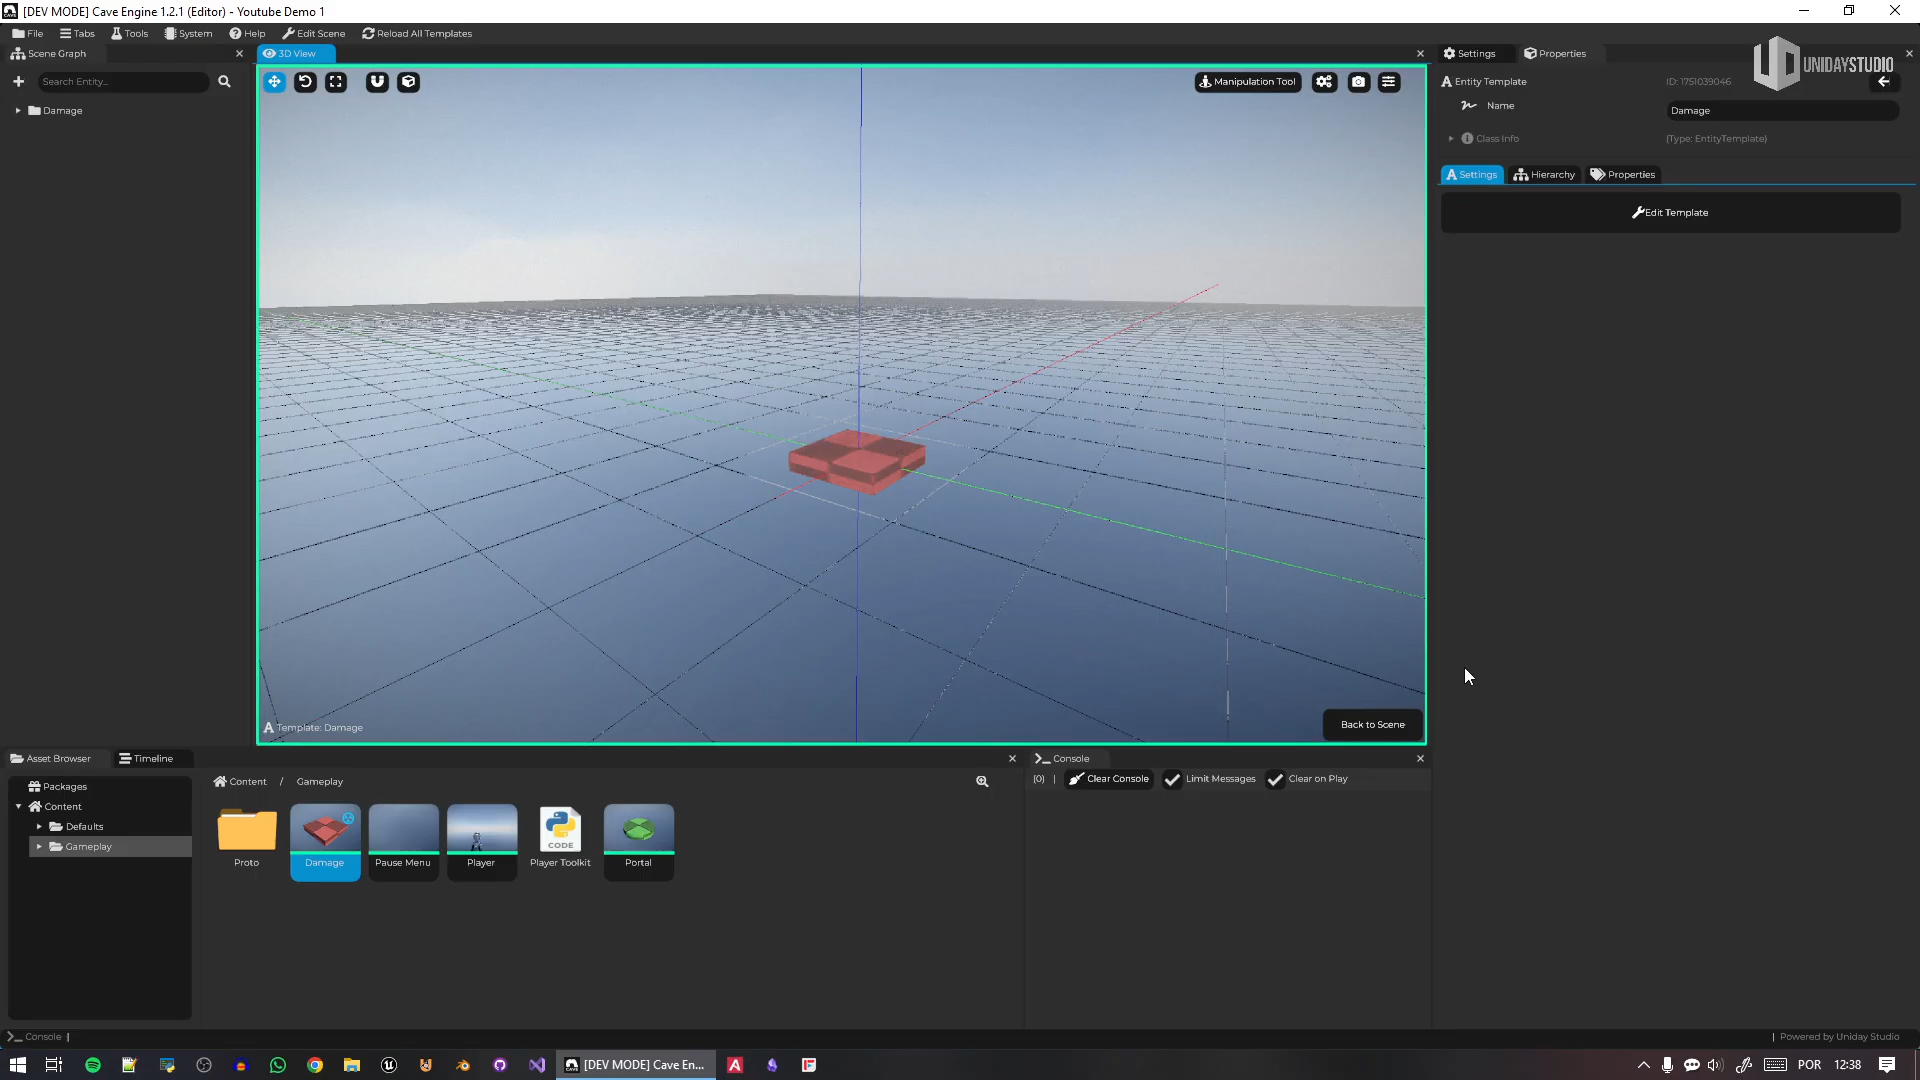 [DEV MODE] Cave Engine 1.2.1 (Editor) - Youtube Demo 1
File Tabs Tools System Help Edit Scene Reload All Templates
Scene Graph
3D View
Settings Properties
UNIDAYSTUDIO
Search Entity...
Manipulation Tool
Entity Template
ID: 1751039046
Damage
Name
Damage
Class Info
(Type: EntityTemplate)
Settings Hierarchy Properties
Edit Template
Template: Damage
Back to Scene
Asset Browser Timeline
Console
Packages
Content / Gameplay
(0) | Clear Console Limit Messages Clear on Play
Content
Defaults
Gameplay
CODE
Proto
Damage
Pause Menu
Player
Player Toolkit
Portal
Console |
| Powered by Uniday Studio
[DEV MODE] Cave En...
POR
12:38